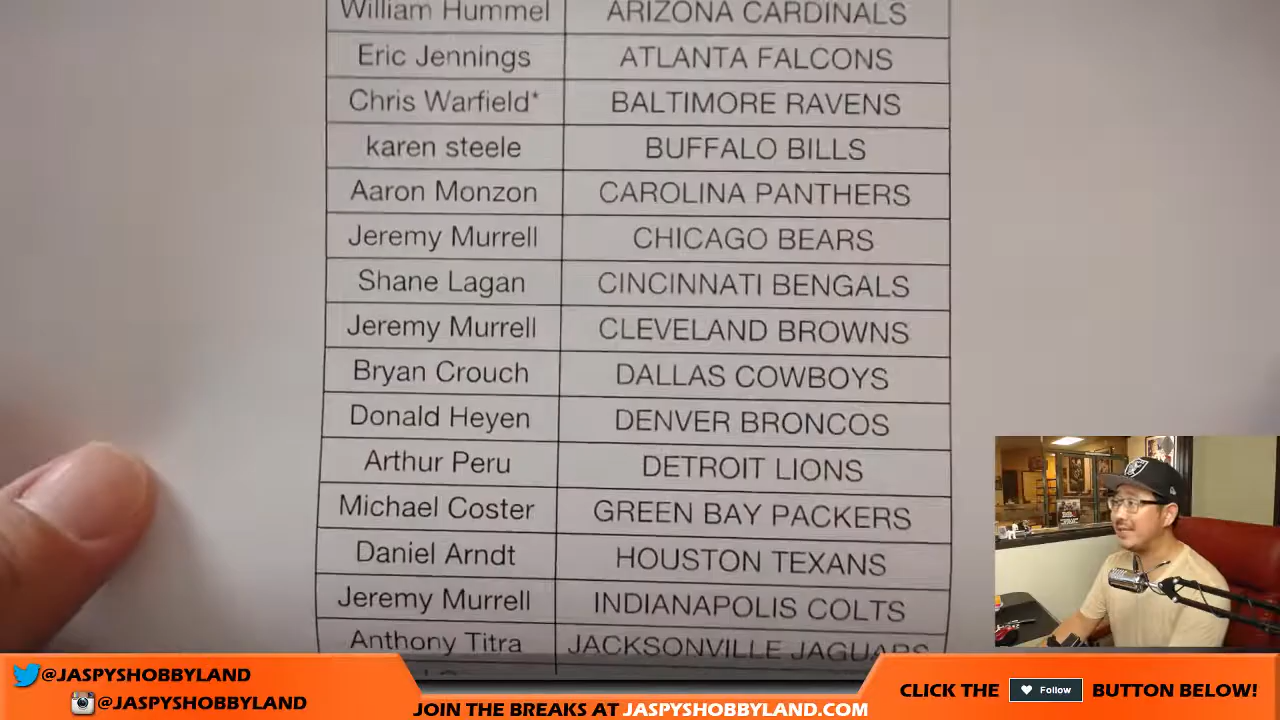 William Hummel ARIZONA CARDINALS
Eric Jennings ATLANTA FALCONS
Chris Warfield* BALTIMORE RAVENS
karen steele BUFFALO BILLS
Aaron Monzon CAROLINA PANTHERS
Jeremy Murrell CHICAGO BEARS
Shane Lagan CINCINNATI BENGALS
Jeremy Murrell CLEVELAND BROWNS
Bryan Crouch DALLAS COWBOYS
Donald Heyen DENVER BRONCOS
Arthur Peru DETROIT LIONS
Michael Coster GREEN BAY PACKERS
Daniel Arndt HOUSTON TEXANS
Jeremy Murrell INDIANAPOLIS COLTS
Anthony Titra JACKSONVILLE JAGUARS
@JASPYSHOBBYLAND
@JASPYSHOBBYLAND
JOIN THE BREAKS AT JASPYSHOBBYLAND.COM
CLICK THE Follow BUTTON BELOW!